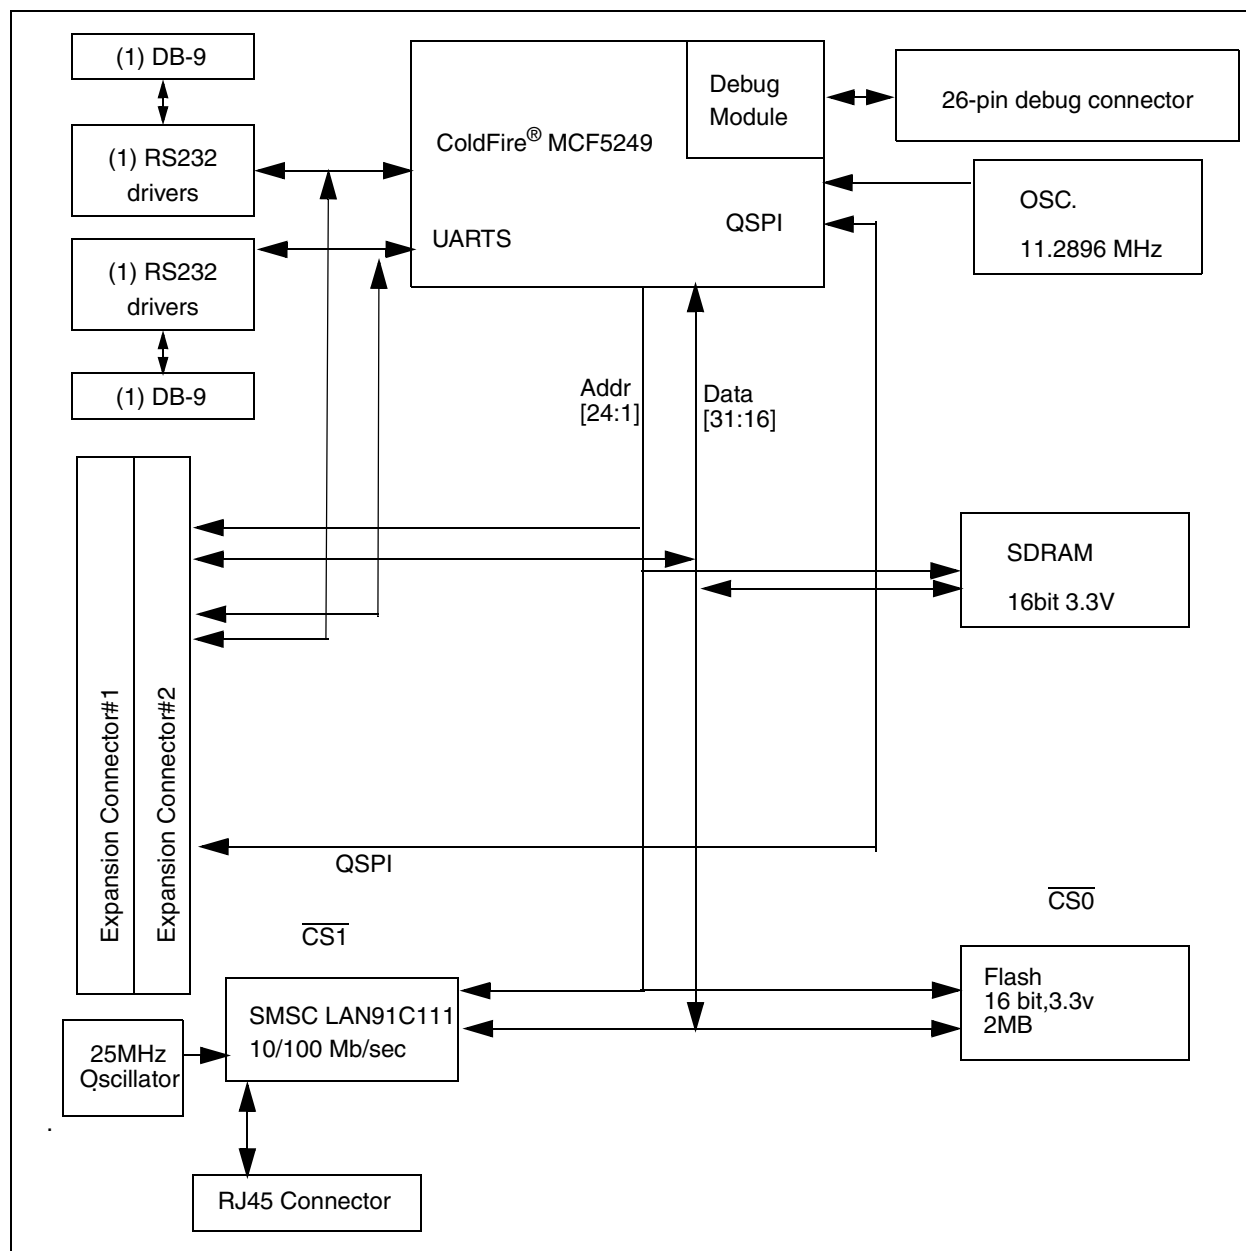 (1) DB-9
(1) RS232
drivers
(1) RS232
drivers
(1) DB-9
ColdFire® MCF5249
Debug
Module
UARTS
QSPI
26-pin debug connector
OSC.
11.2896 MHz
Addr
[24:1]
Data
[31:16]
SDRAM
16bit 3.3V
Expansion Connector#1
Expansion Connector#2
QSPI
CS1
CS0
SMSC LAN91C111
10/100 Mb/sec
Flash
16 bit,3.3v
2MB
25MHz
Oscillator
.
RJ45 Connector